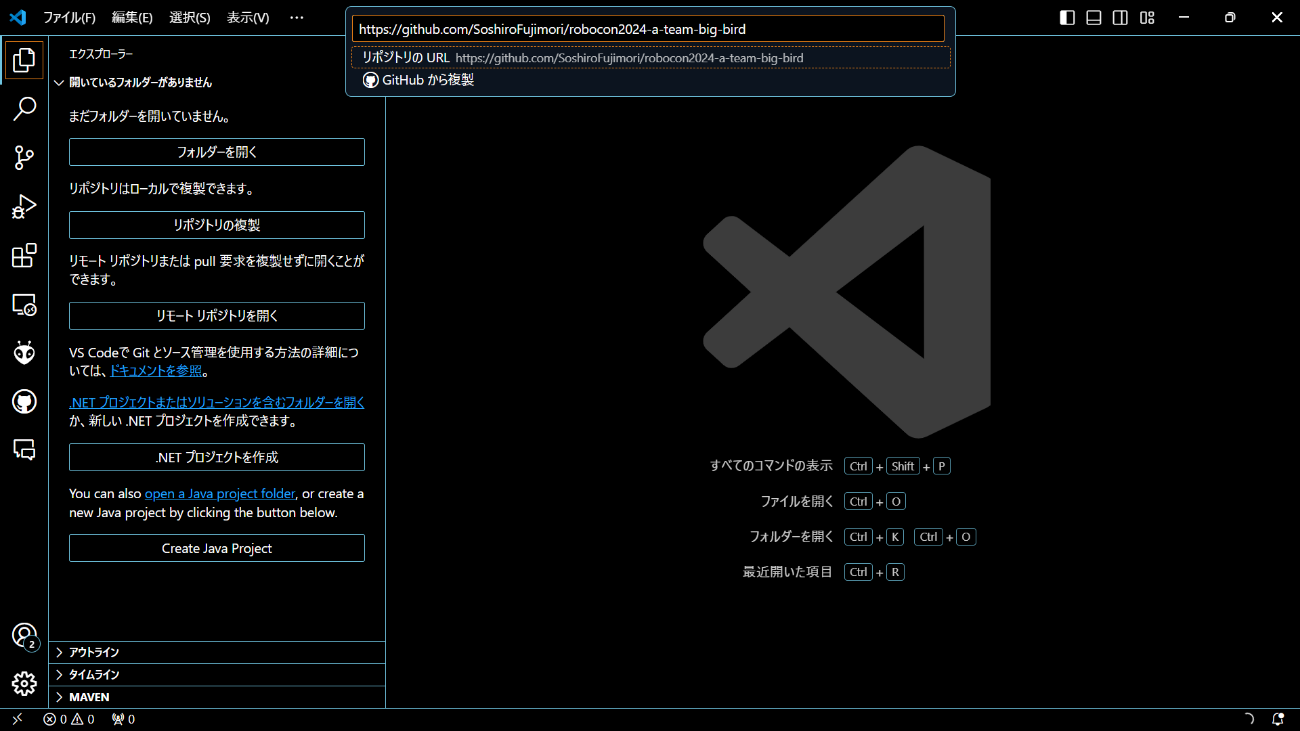 ファイル(F) 編集(E) 選択(S) 表示(V) ···
https://github.com/SoshiroFujimori/robocon2024-a-team-big-bird
リポジトリの URL https://github.com/SoshiroFujimori/robocon2024-a-team-big-bird
GitHub から複製
エクスプローラー
開いているフォルダーがありません
まだフォルダーを開いていません。
フォルダーを開く
リポジトリはローカルで複製できます。
リポジトリの複製
リモート リポジトリまたは pull 要求を複製せずに開くことが
できます。
リモート リポジトリを開く
VS Codeで Git とソース管理を使用する方法の詳細につ
いては、ドキュメントを参照。
.NET プロジェクトまたはソリューションを含むフォルダーを開く
か、新しい .NET プロジェクトを作成できます。
.NET プロジェクトを作成
You can also open a Java project folder, or create a
new Java project by clicking the button below.
Create Java Project
アウトライン
タイムライン
MAVEN
すべてのコマンドの表示 Ctrl + Shift + P
ファイルを開く Ctrl + O
フォルダーを開く Ctrl + K Ctrl + O
最近開いた項目 Ctrl + R
2
0 0 0